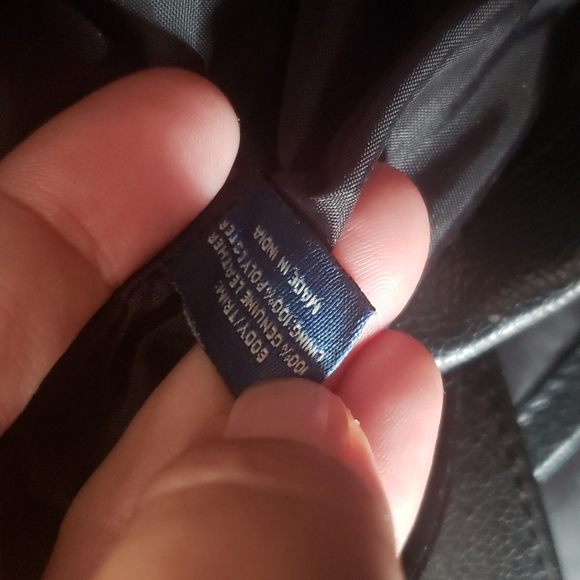 BODY/TRIM:
100% GENUINE LEATHER
LINING:100% POLYESTER
MADE IN INDIA